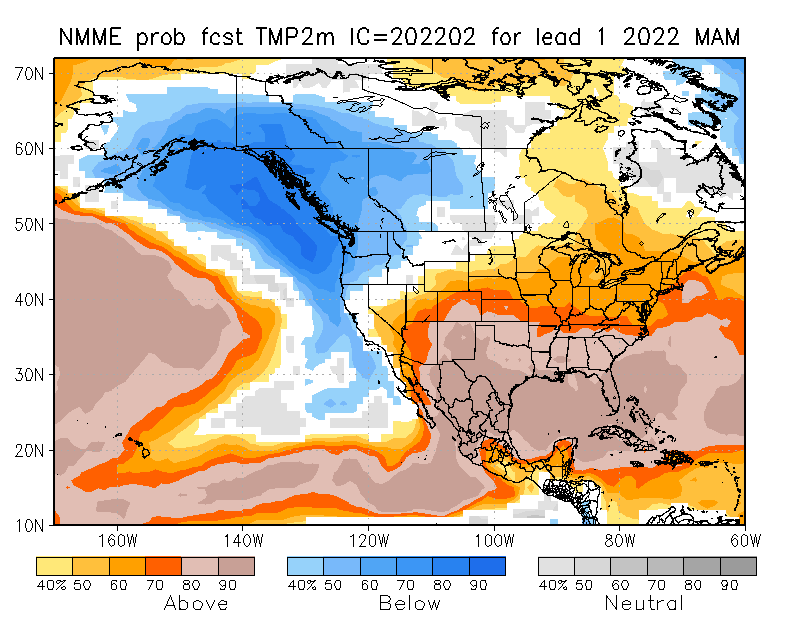 NMME prob fcst TMP2m IC=202202 for lead 1 2022 MAM
70N
60N
50N
40N
30N
20N
10N
160W 140W 120W 100W 80W 60W
40% 50 60 70 80 90 40% 50 60 70 80 90 40% 50 60 70 80 90
Above Below Neutral